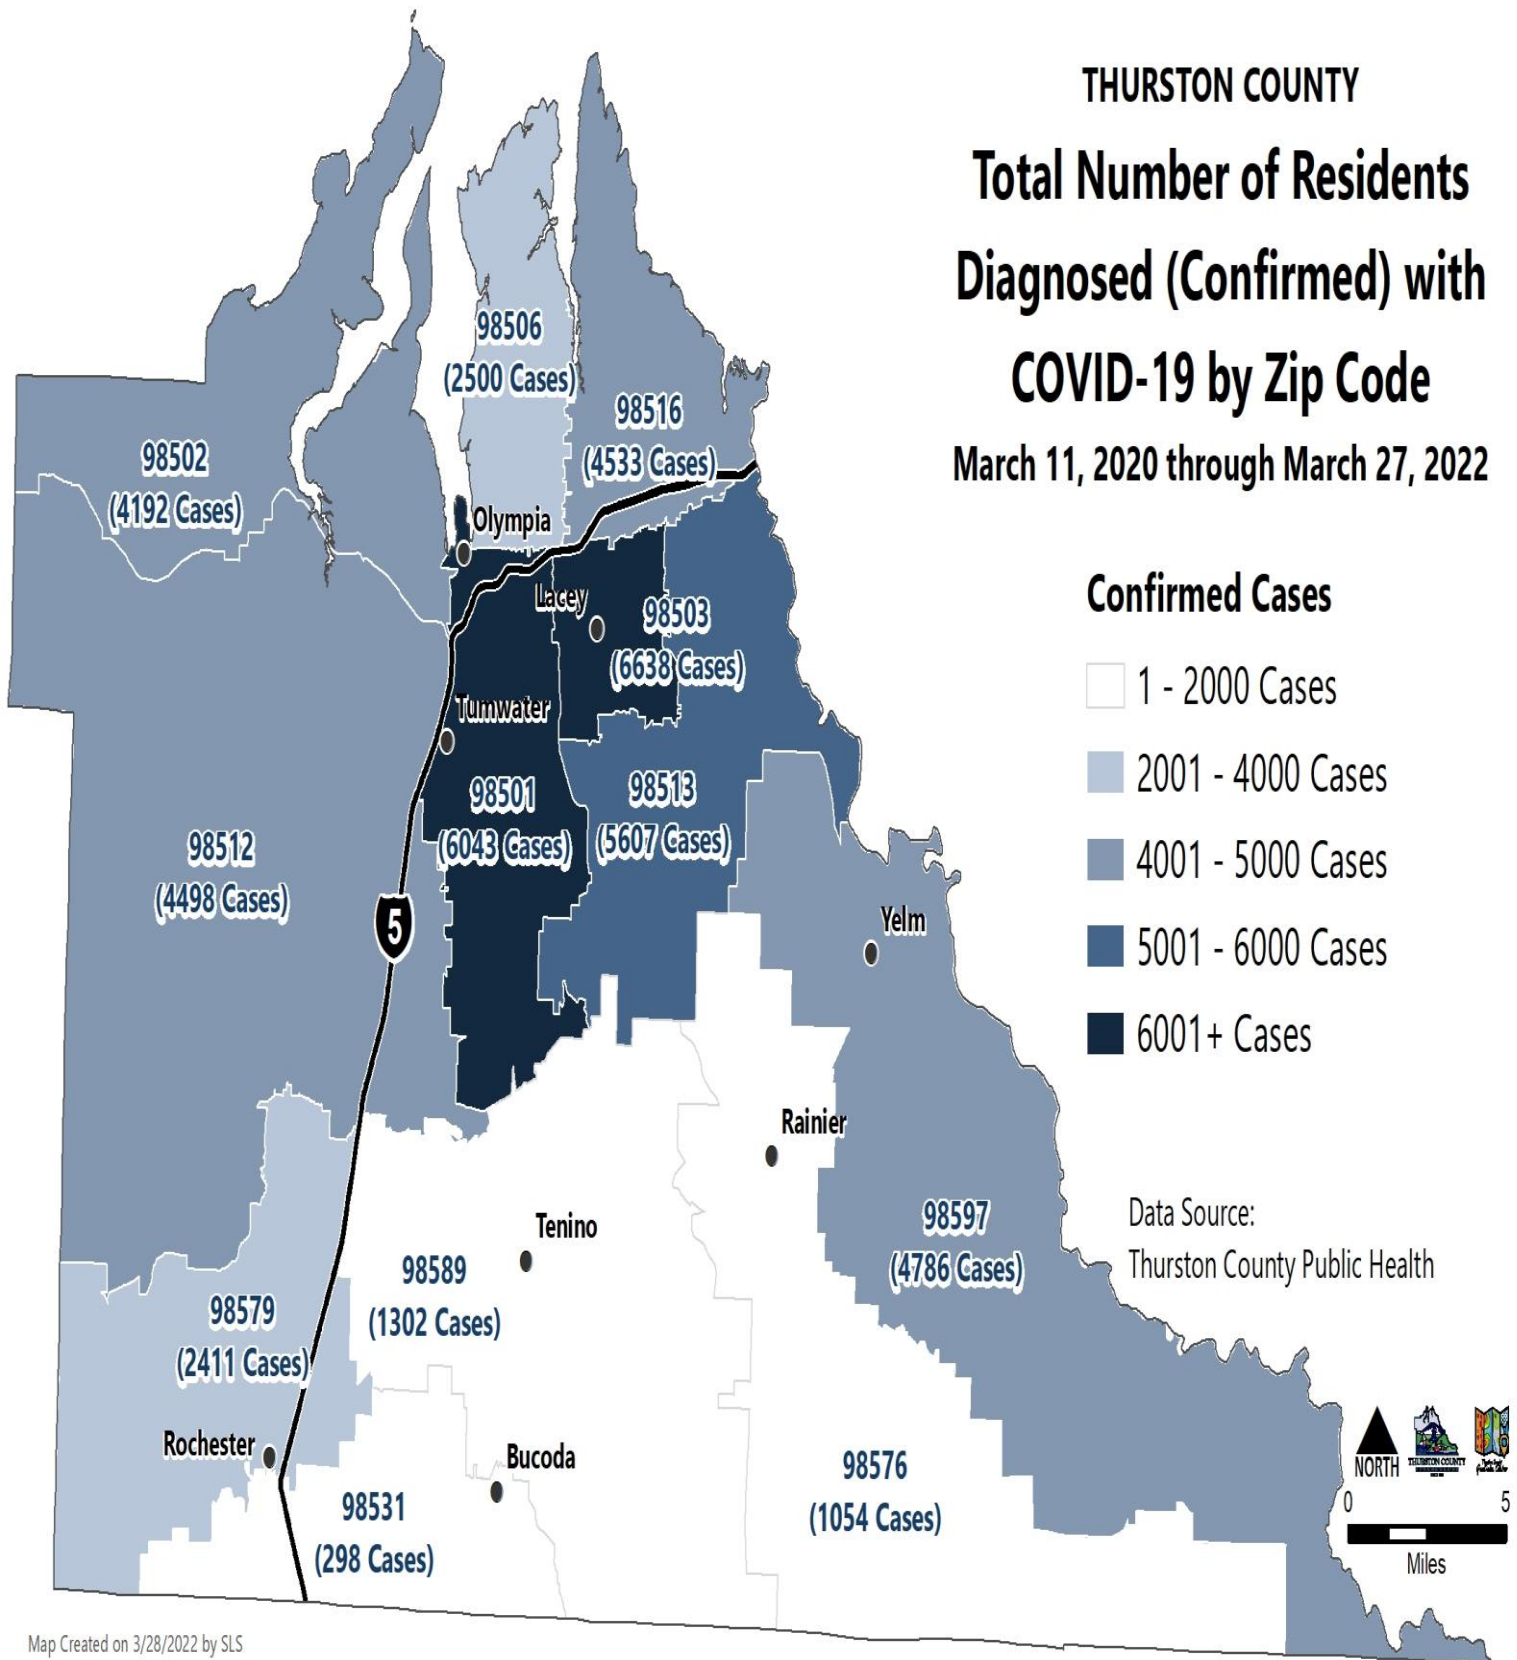 THURSTON COUNTY
Total Number of Residents
Diagnosed (Confirmed) with
COVID-19 by Zip Code
March 11, 2020 through March 27, 2022
98506
(2500 Cases)
98516
(4533 Cases)
98502
(4192 Cases)
Olympia
Lacey
98503
(6638 Cases)
Tumwater
98501
(6043 Cases)
98513
(5607 Cases)
98512
(4498 Cases)
5
Yelm
Confirmed Cases
1 - 2000 Cases
2001 - 4000 Cases
4001 - 5000 Cases
5001 - 6000 Cases
6001+ Cases
Rainier
Tenino
98597
(4786 Cases)
98589
(1302 Cases)
98579
(2411 Cases)
Data Source:
Thurston County Public Health
Rochester
Bucoda
98576
(1054 Cases)
98531
(298 Cases)
NORTH
THURSTON COUNTY
0 5
Miles
Map Created on 3/28/2022 by SLS